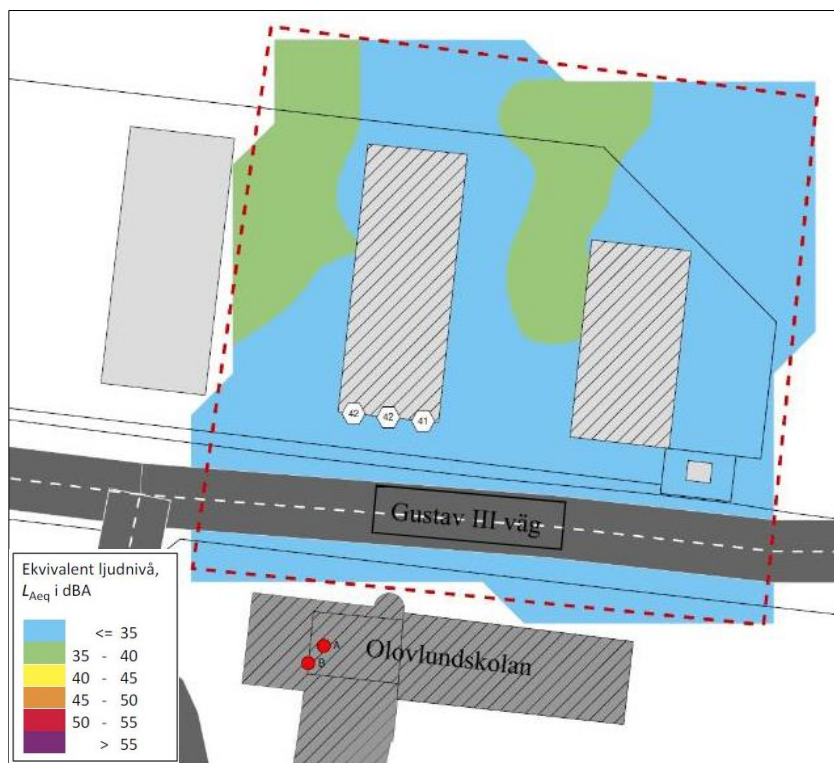 42 42 41
Gustav III väg
Olovlundskolan
A
B
Ekvivalent ljudnivå,
LAeq i dBA
<= 35
35 - 40
40 - 45
45 - 50
50 - 55
> 55